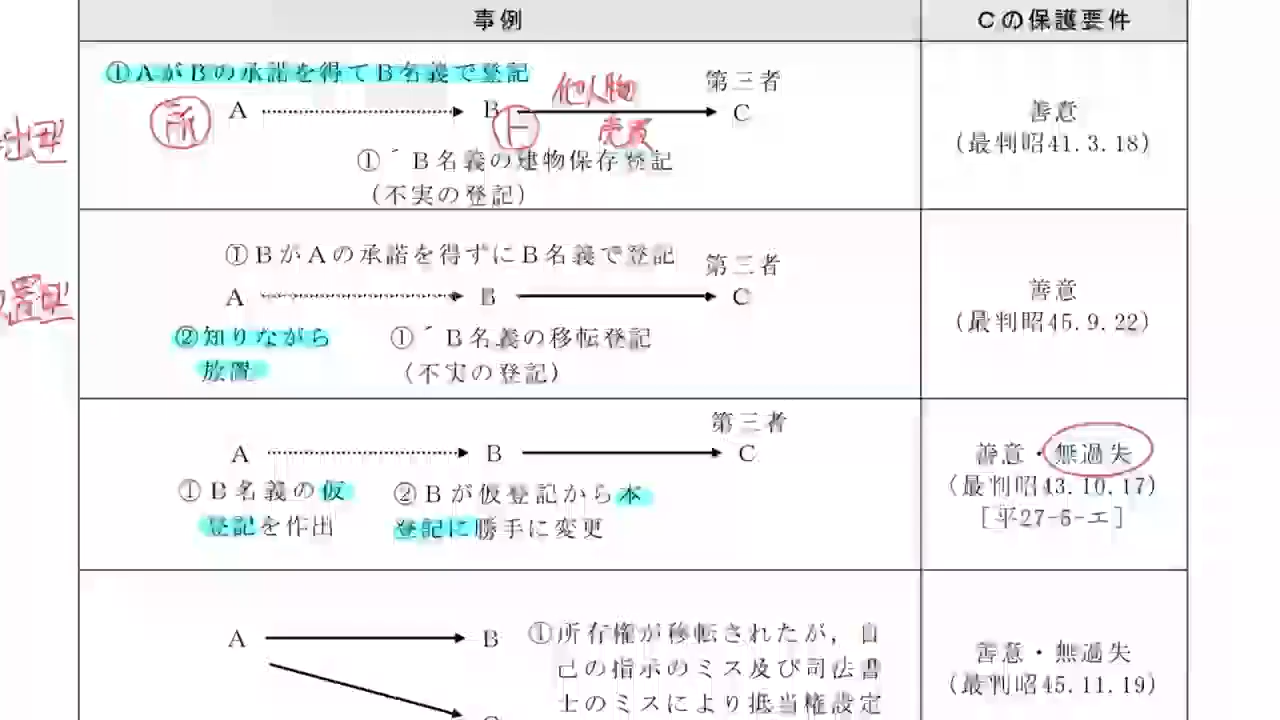 事例
Cの保護要件
①AがBの承諾を得てB名義で登記
他人物
第三者
所
A
B
C
ト
売買
①´B名義の建物保存登記
(不実の登記)
善意
(最判昭41.3.18)
①BがAの承諾を得ずにB名義で登記
第三者
A
B
C
②知りながら
放置
①´B名義の移転登記
(不実の登記)
善意
(最判昭45.9.22)
第三者
A
B
C
①B名義の仮
登記を作出
②Bが仮登記から本
登記に勝手に変更
善意・無過失
(最判昭43.10.17)
[平27-5-エ]
A
B
①所有権が移転されたが，自
己の指示のミス及び司法書
士のミスにより抵当権設定
善意・無過失
(最判昭45.11.19)